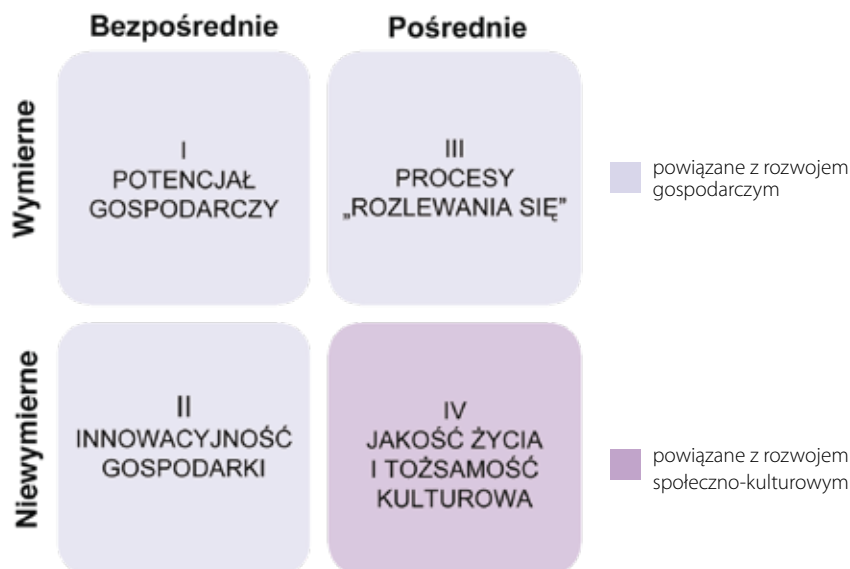 Bezpośrednie
Pośrednie
Wymierne
I
POTENCJAŁ
GOSPODARCZY
III
PROCESY
„ROZLEWANIA SIĘ”
powiązane z rozwojem
gospodarczym
Niewymierne
II
INNOWACYJNOŚĆ
GOSPODARKI
IV
JAKOŚĆ ŻYCIA
I TOŻSAMOŚĆ
KULTUROWA
powiązane z rozwojem
społeczno-kulturowym